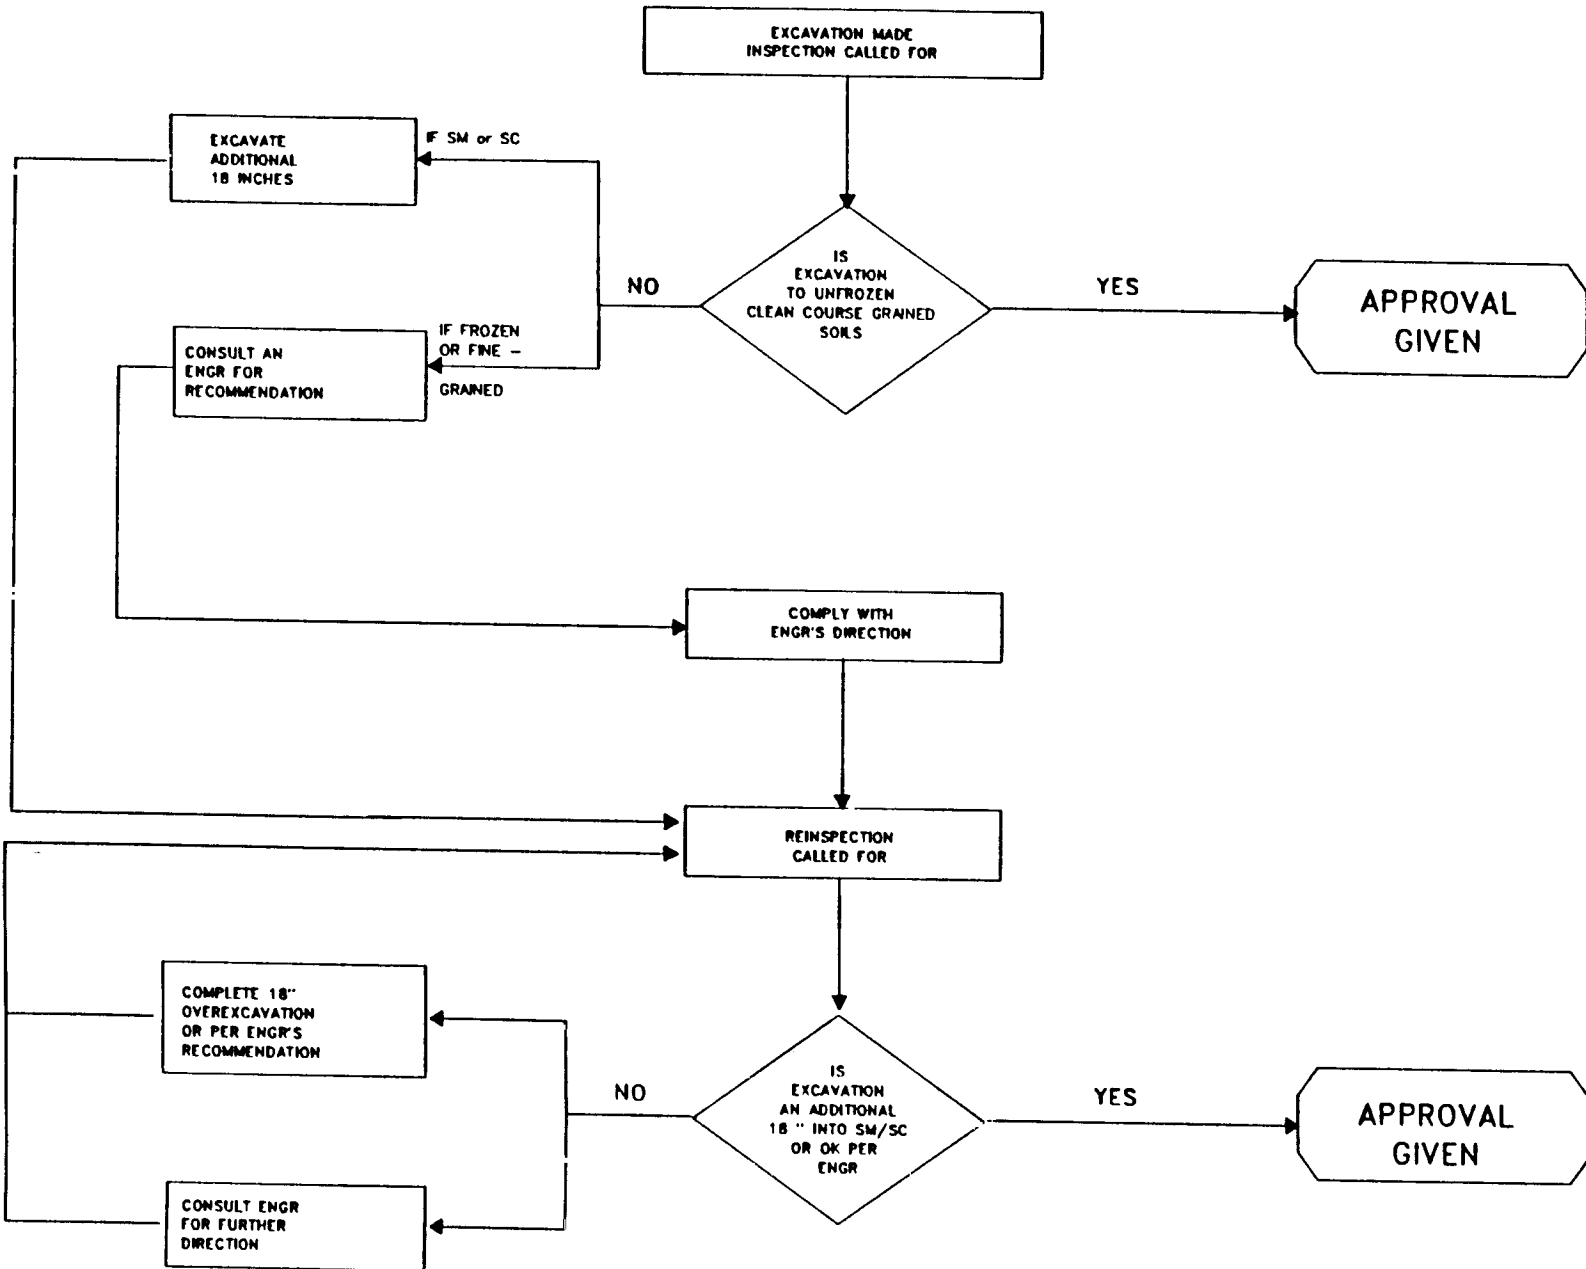 EXCAVATION MADE
INSPECTION CALLED FOR
EXCAVATE
ADDITIONAL
18 INCHES
IF SM or SC
IS
EXCAVATION
TO UNFROZEN
CLEAN COURSE GRAINED
SOILS
NO
YES
APPROVAL
GIVEN
CONSULT AN
ENGR FOR
RECOMMENDATION
IF FROZEN
OR FINE –
GRAINED
COMPLY WITH
ENGR'S DIRECTION
REINSPECTION
CALLED FOR
COMPLETE 18"
OVEREXCAVATION
OR PER ENGR'S
RECOMMENDATION
IS
EXCAVATION
AN ADDITIONAL
18 " INTO SM/SC
OR OK PER
ENGR
NO
YES
APPROVAL
GIVEN
CONSULT ENGR
FOR FURTHER
DIRECTION